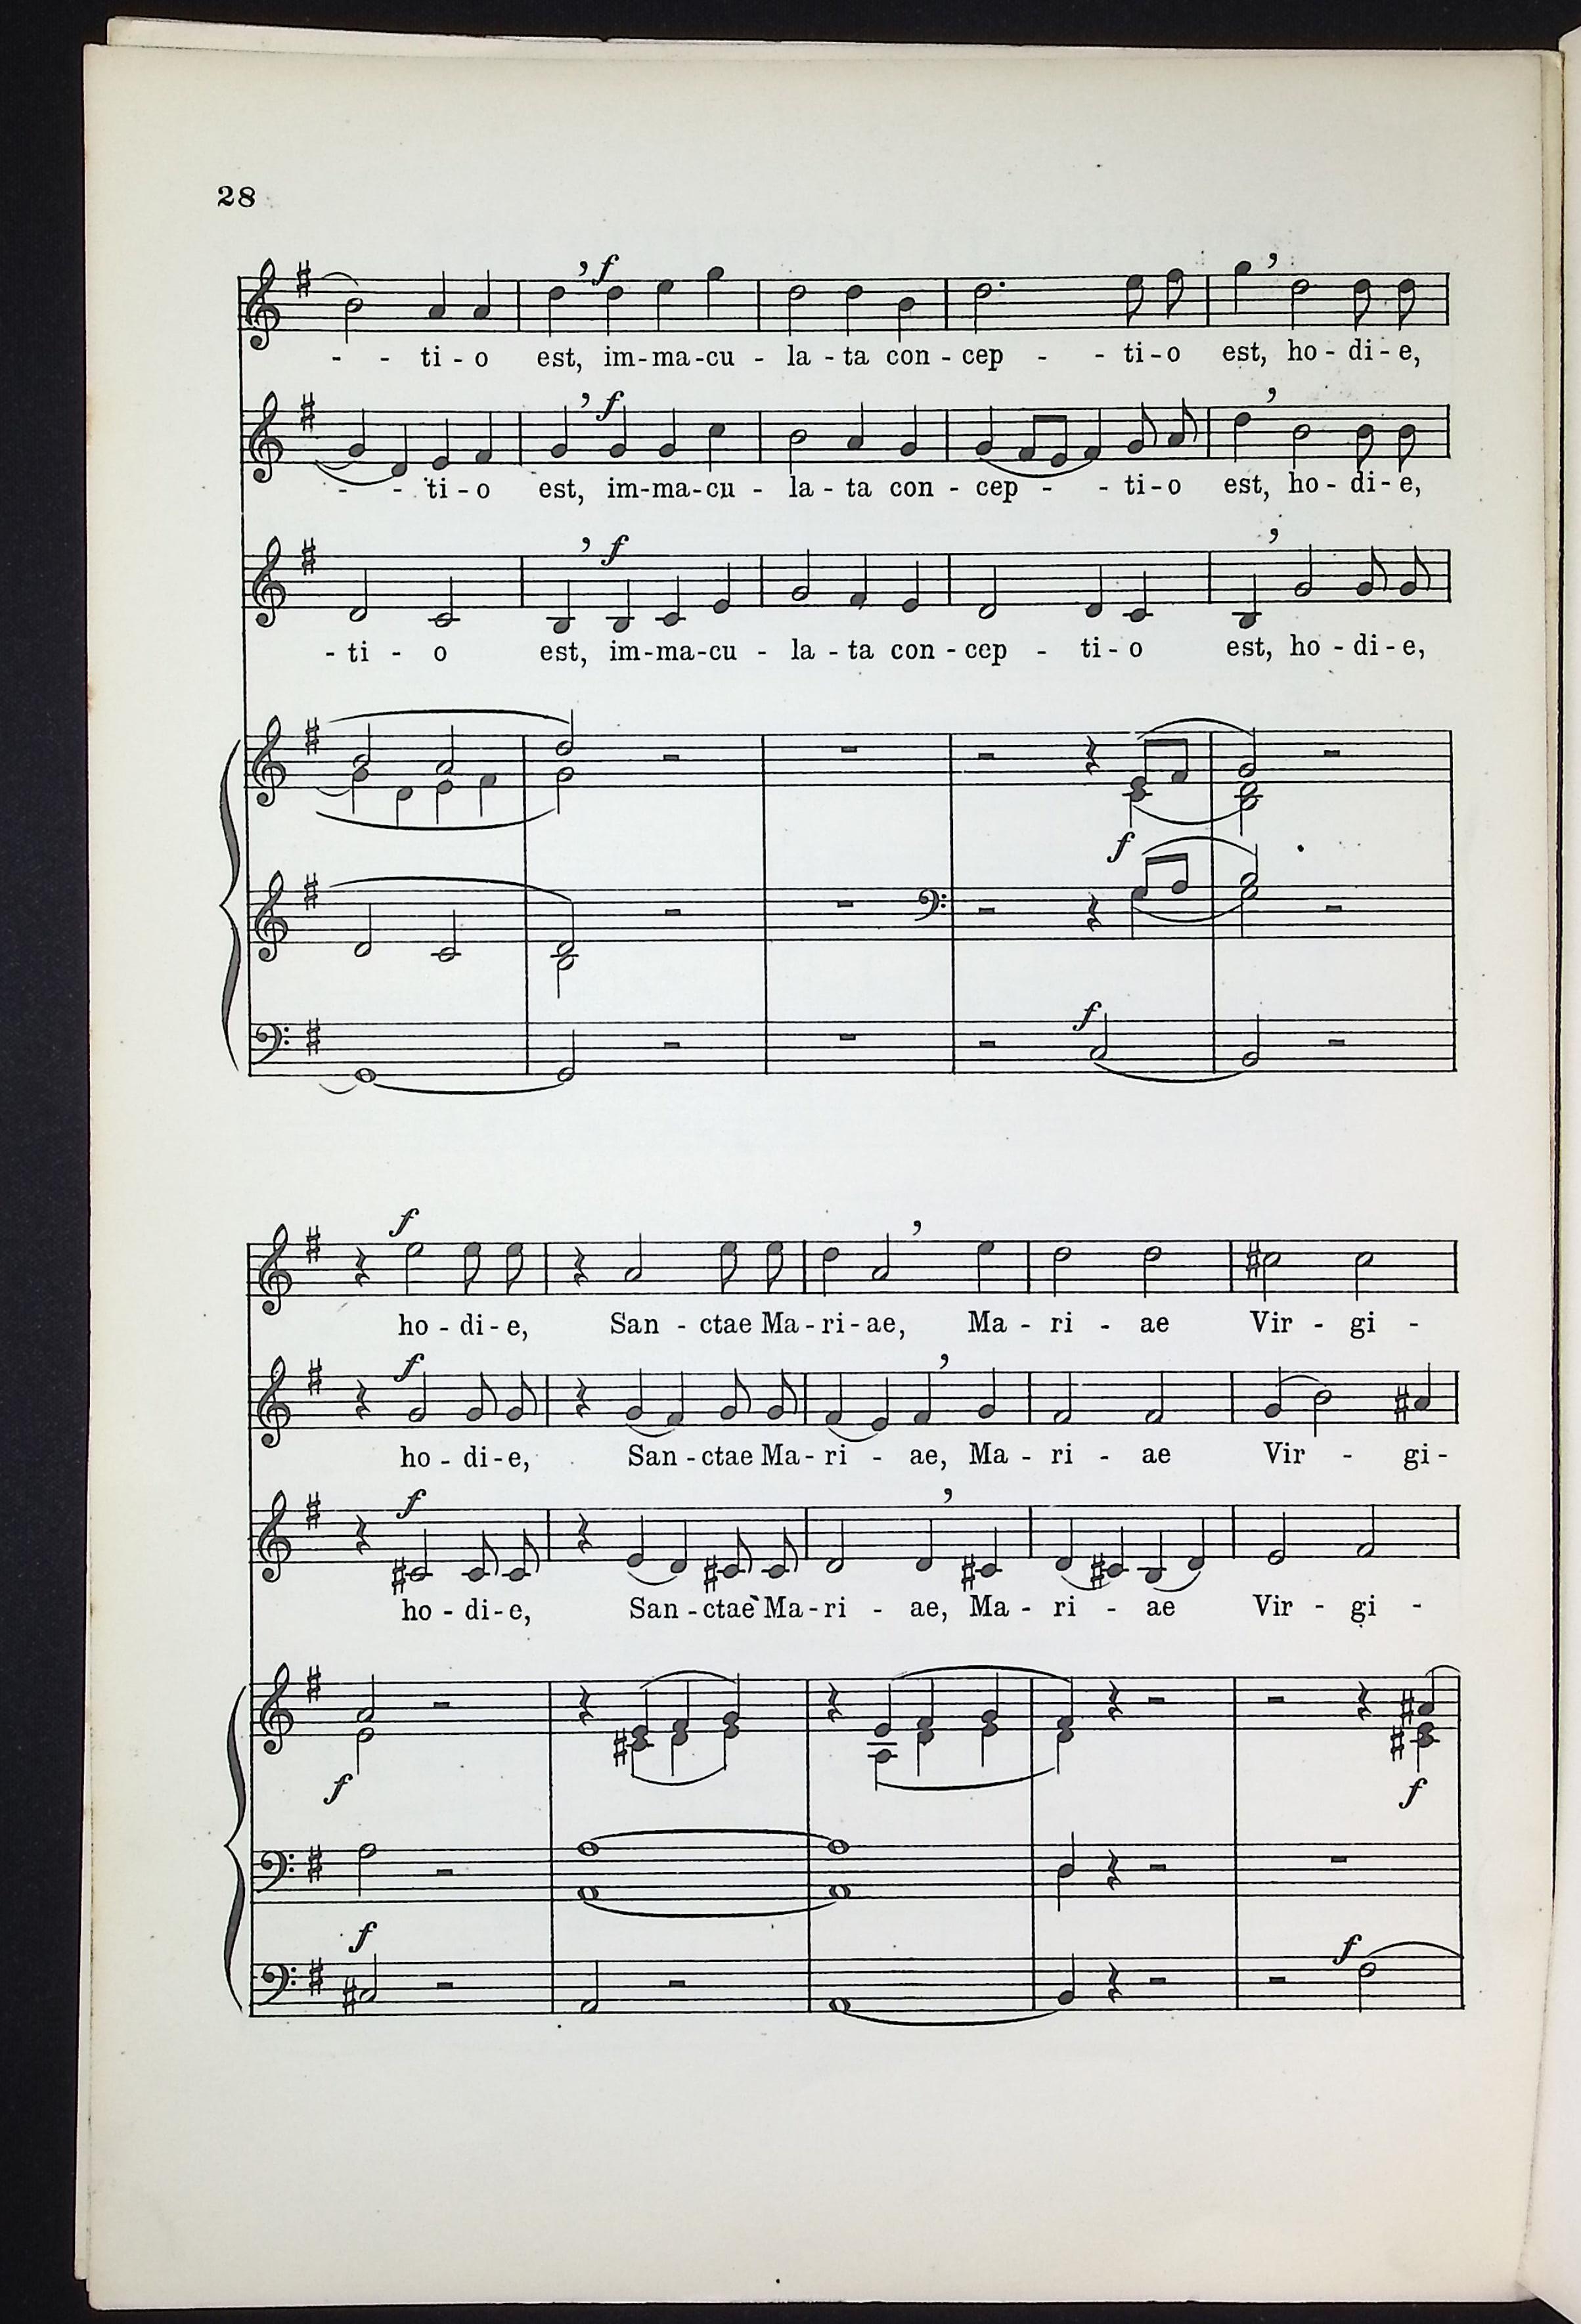 28
f
- - ti - o est, im-ma-cu - la - ta con - cep - - ti-o est, ho - di - e,
f
- - ti - o est, im-ma-cu - la - ta con - cep - - ti-o est, ho - di- e,
f
- ti - o est, im-ma-cu - la - ta con - cep - ti - o est, ho - di - e,
f
f
f
ho - di - e, San - ctae Ma - ri - ae, Ma - ri - ae Vir - gi -
f
ho - di - e, San - ctae Ma - ri - ae, Ma - ri - ae Vir - gi -
f
ho - di - e, San - ctae Ma - ri - ae, Ma - ri - ae Vir - gi -
f
f
f
f